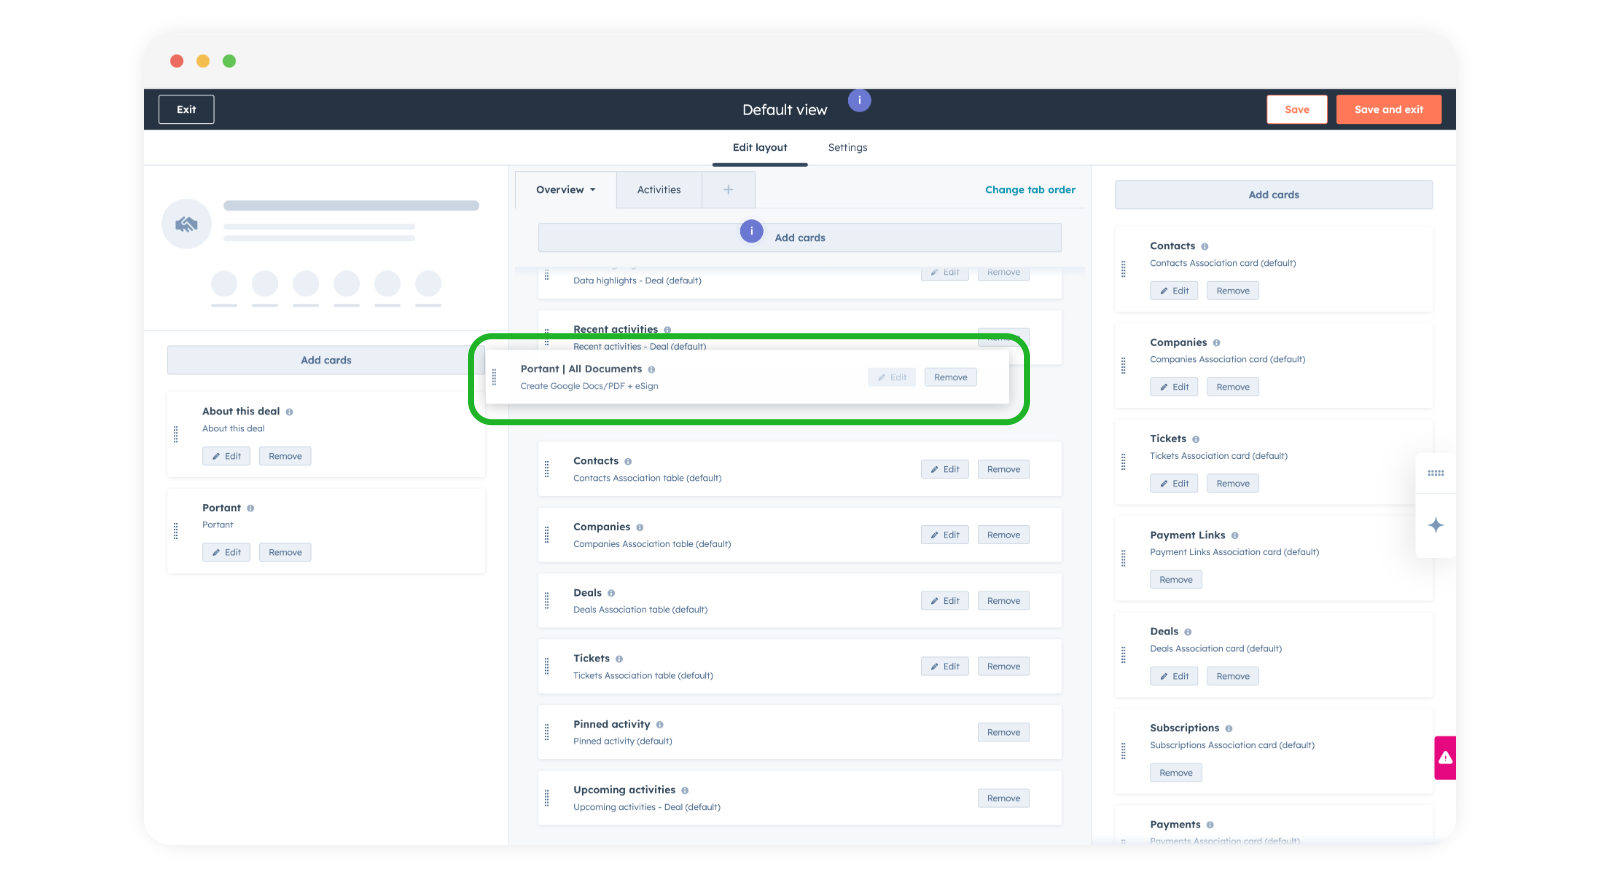 Exit
Default view
i
Save
Save and exit
Edit layout
Settings
Overview
Activities
+
Change tab order
i
Add cards
Data highlights - Deal (default)
Edit
Remove
Recent activities
Recent activities - Deal (default)
Portant | All Documents
Create Google Docs/PDF + eSign
Edit
Remove
Contacts
Contacts Association table (default)
Edit
Remove
Companies
Companies Association table (default)
Edit
Remove
Deals
Deals Association table (default)
Edit
Remove
Tickets
Tickets Association table (default)
Edit
Remove
Pinned activity
Pinned activity (default)
Remove
Upcoming activities
Upcoming activities - Deal (default)
Remove
Add cards
About this deal
About this deal
Edit
Remove
Portant
Portant
Edit
Remove
Add cards
Contacts
Contacts Association card (default)
Edit
Remove
Companies
Companies Association card (default)
Edit
Remove
Tickets
Tickets Association card (default)
Edit
Remove
Payment Links
Payment Links Association card (default)
Remove
Deals
Deals Association card (default)
Edit
Remove
Subscriptions
Subscriptions Association card (default)
Remove
Payments
Payments Association card (default)